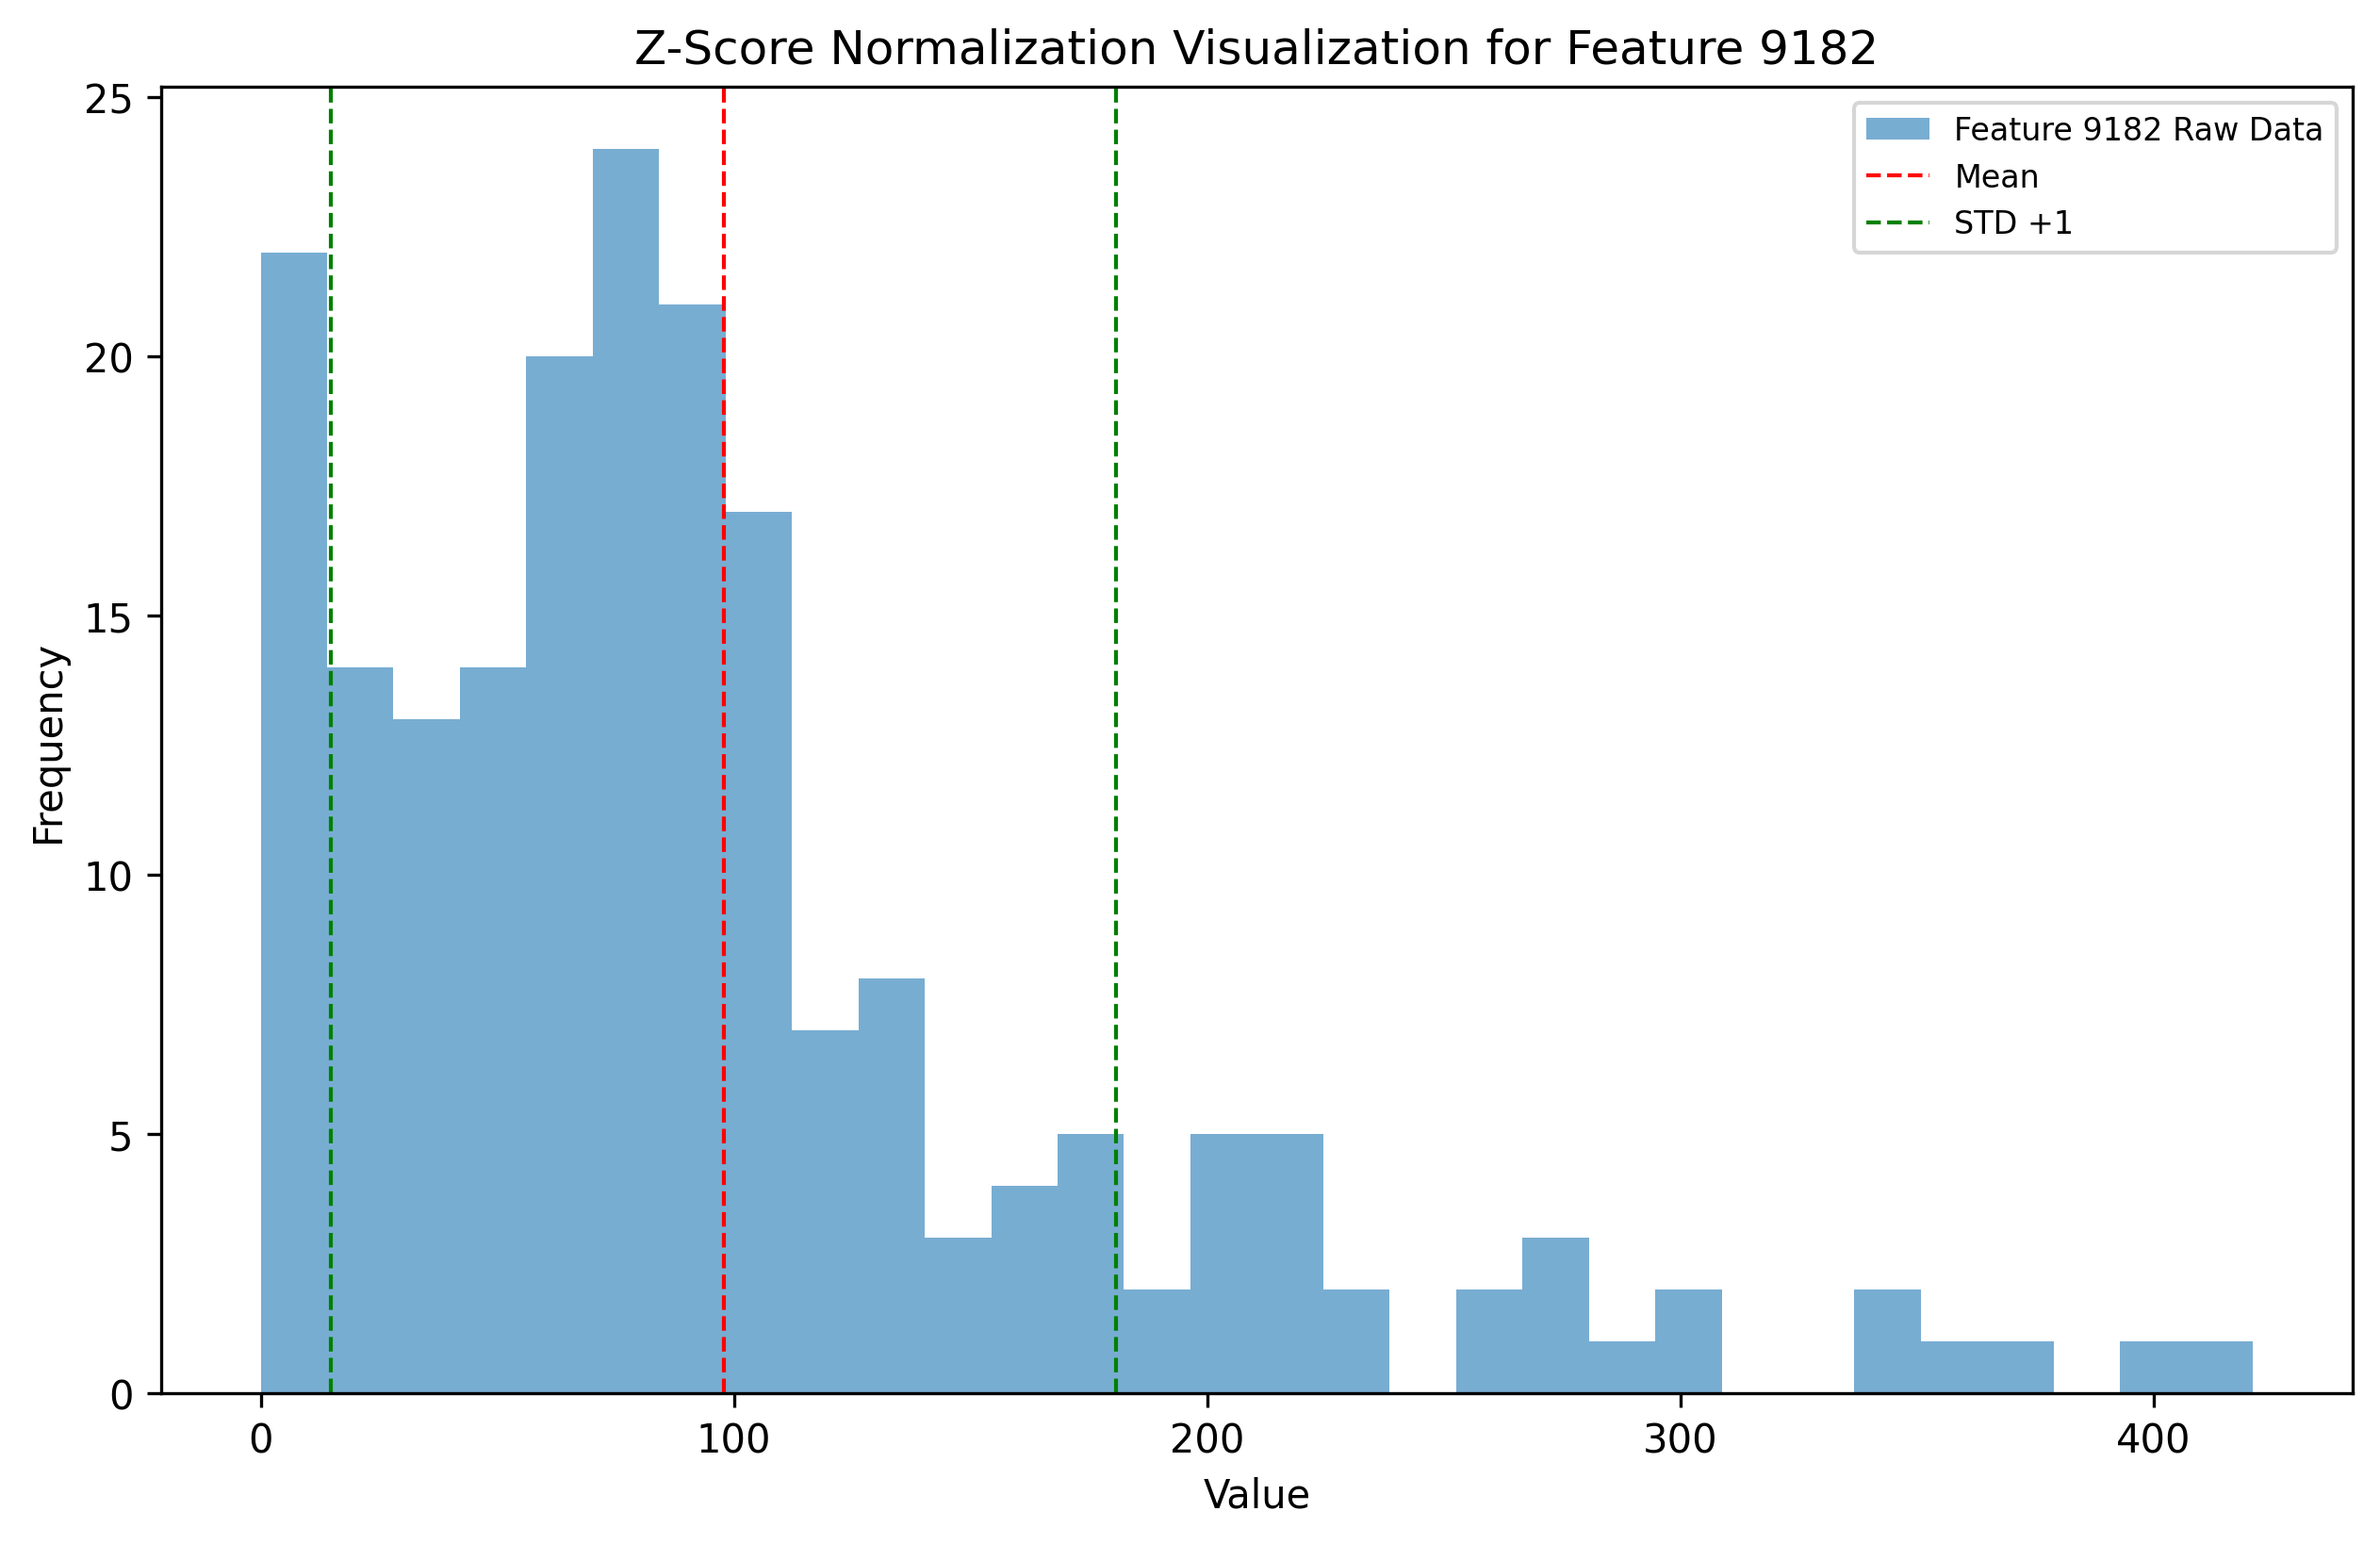 Z-Score Normalization Visualization for Feature 9182
Feature 9182 Raw Data
Mean
STD +1
Frequency
25
20
15
10
5
0
0 100 200 300 400
Value